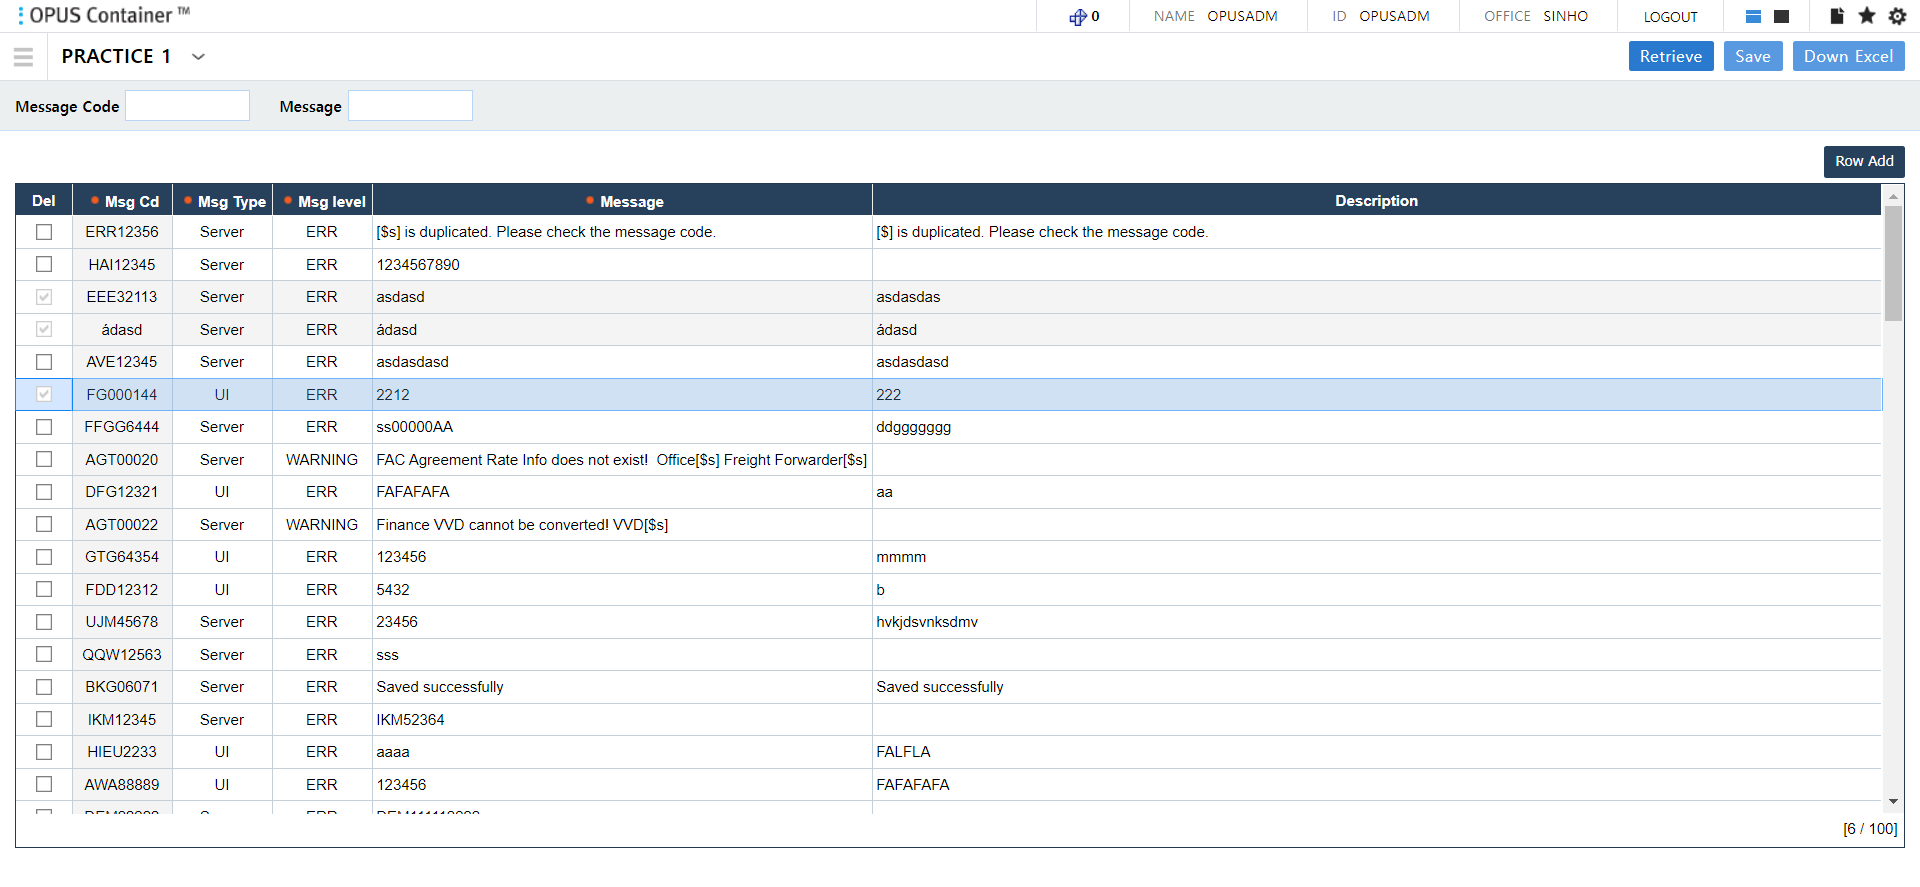 OPUS Container ™
0
NAME OPUSADM
ID OPUSADM
OFFICE SINHO
LOGOUT
PRACTICE 1
Retrieve
Save
Down Excel
Message Code
Message
Row Add
Del Msg Cd Msg Type Msg level Message Description
ERR12356 Server ERR [$s] is duplicated. Please check the message code. [$] is duplicated. Please check the message code.
HAI12345 Server ERR 1234567890
EEE32113 Server ERR asdasd asdasdas
ádasd Server ERR ádasd ádasd
AVE12345 Server ERR asdasdasd asdasdasd
FG000144 UI ERR 2212 222
FFGG6444 Server ERR ss00000AA ddggggggg
AGT00020 Server WARNING FAC Agreement Rate Info does not exist!  Office[$s] Freight Forwarder[$s]
DFG12321 UI ERR FAFAFAFA aa
AGT00022 Server WARNING Finance VVD cannot be converted! VVD[$s]
GTG64354 UI ERR 123456 mmmm
FDD12312 UI ERR 5432 b
UJM45678 Server ERR 23456 hvkjdsvnksdmv
QQW12563 Server ERR sss
BKG06071 Server ERR Saved successfully Saved successfully
IKM12345 Server ERR IKM52364
HIEU2233 UI ERR aaaa FALFLA
AWA88889 UI ERR 123456 FAFAFAFA
[6 / 100]